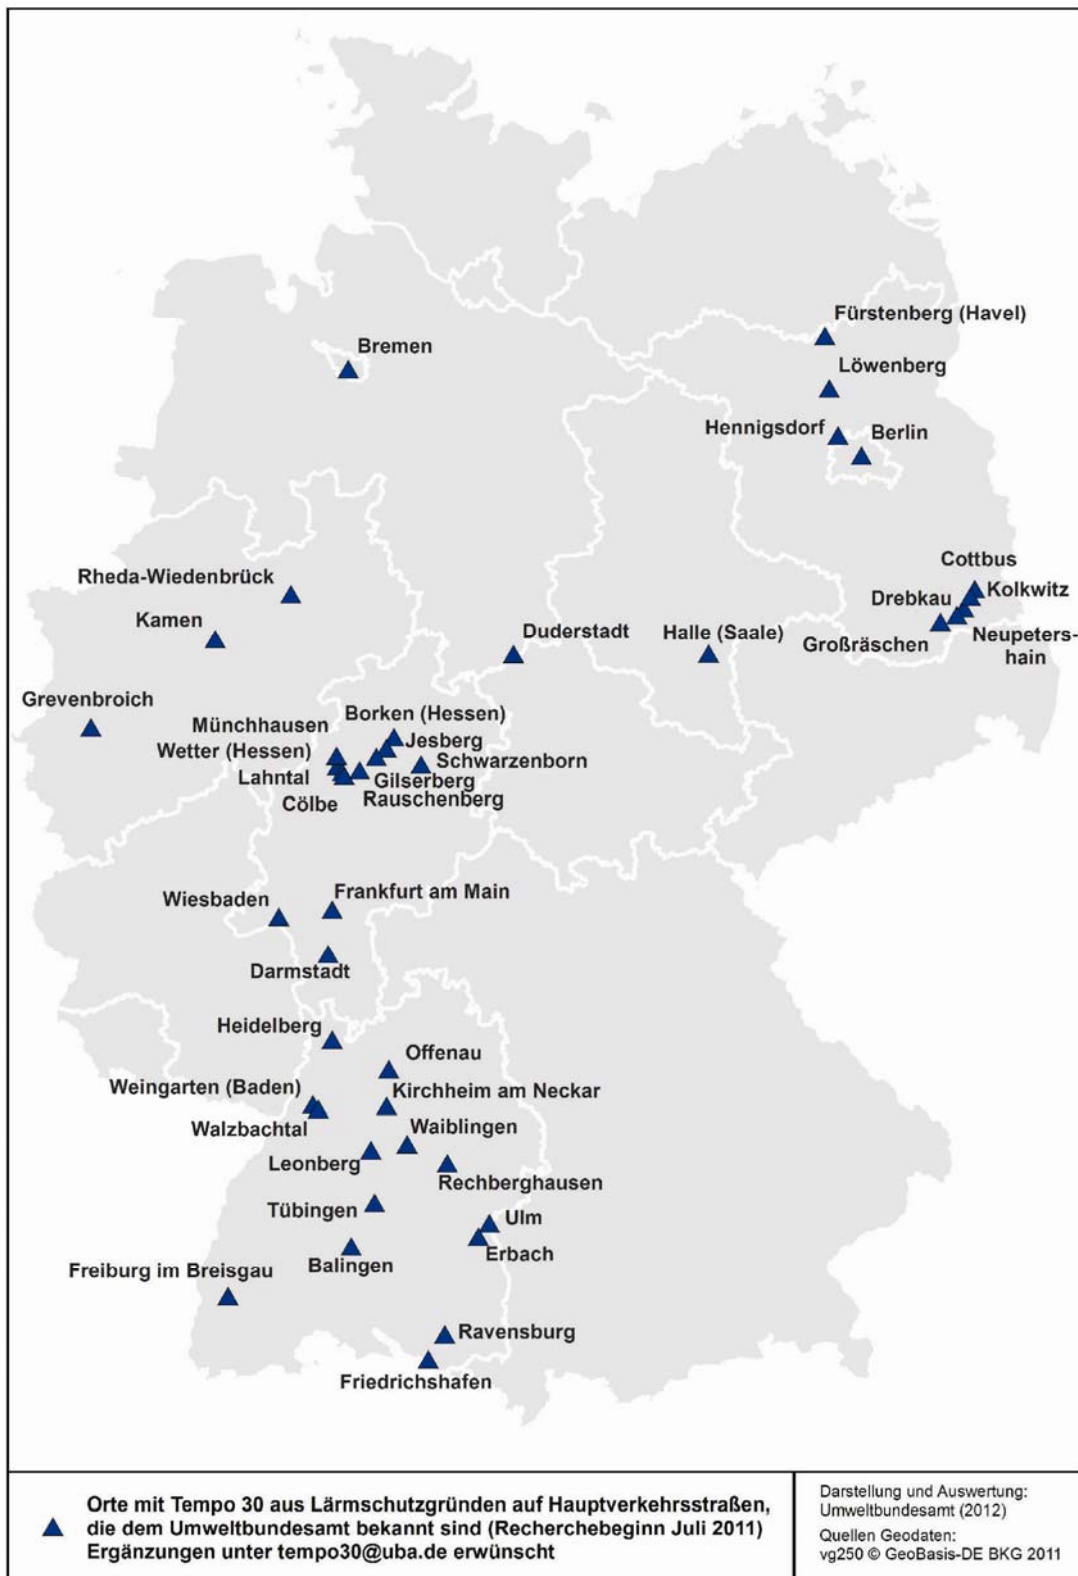 Fürstenberg (Havel)
Bremen
Löwenberg
Hennigsdorf
Berlin
Cottbus
Rheda-Wiedenbrück
Kolkwitz
Drebkau
Kamen
Duderstadt
Halle (Saale)
Großräschen
Neupeters-
hain
Grevenbroich
Borken (Hessen)
Münchhausen
Jesberg
Wetter (Hessen)
Schwarzenborn
Lahntal
Gilserberg
Cölbe
Rauschenberg
Wiesbaden
Frankfurt am Main
Darmstadt
Heidelberg
Offenau
Weingarten (Baden)
Kirchheim am Neckar
Walzbachtal
Waiblingen
Leonberg
Rechberghausen
Tübingen
Ulm
Erbach
Balingen
Freiburg im Breisgau
Ravensburg
Friedrichshafen
Orte mit Tempo 30 aus Lärmschutzgründen auf Hauptverkehrsstraßen,
die dem Umweltbundesamt bekannt sind (Recherchebeginn Juli 2011)
Ergänzungen unter tempo30@uba.de erwünscht
Darstellung und Auswertung:
Umweltbundesamt (2012)
Quellen Geodaten:
vg250 © GeoBasis-DE BKG 2011